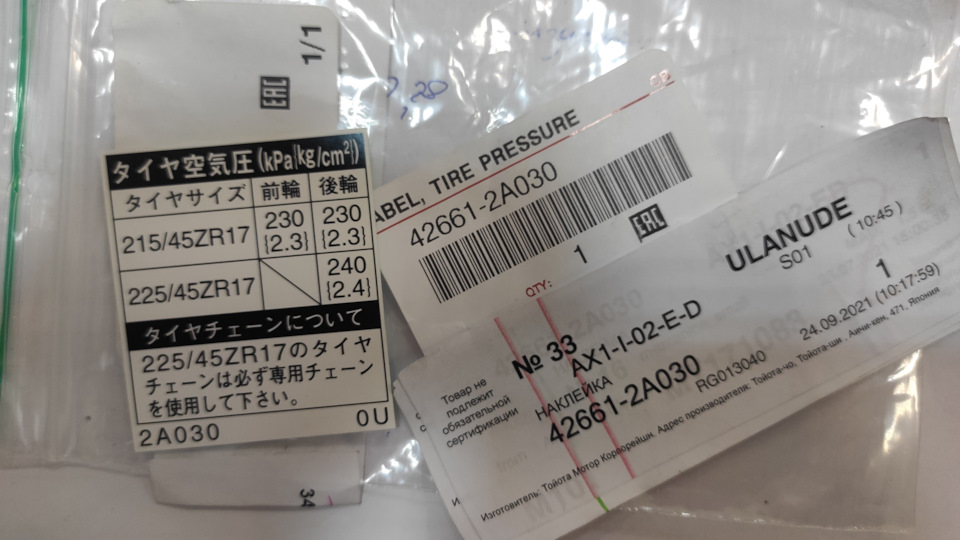 1/1
EAC
タイヤ空気圧(kPa{kg/cm²})
タイヤサイズ 前輪 後輪
215/45ZR17 230 {2.3} 230 {2.3}
225/45ZR17 240 {2.4}
タイヤチェーンについて
225/45ZR17のタイヤ
チェーンは必ず専用チェーン
を使用して下さい。
2A030 0U
34
ABEL, TIRE PRESSURE
42661-2A030
QTY: 1
EAC
ULANUDE
S01 (10:45)
1
№ 33
AX1-I-02-E-D
24.09.2021 (10:17:59)
Товар не
подлежит
обязательной
сертификации
НАКЛЕЙКА
42661-2A030
RG013040
Изготовитель: Тойота Мотор Корпорейшн. Адрес производителя: Тойота-чо, Тойота-ши, Аичи-кен, 471, Япония